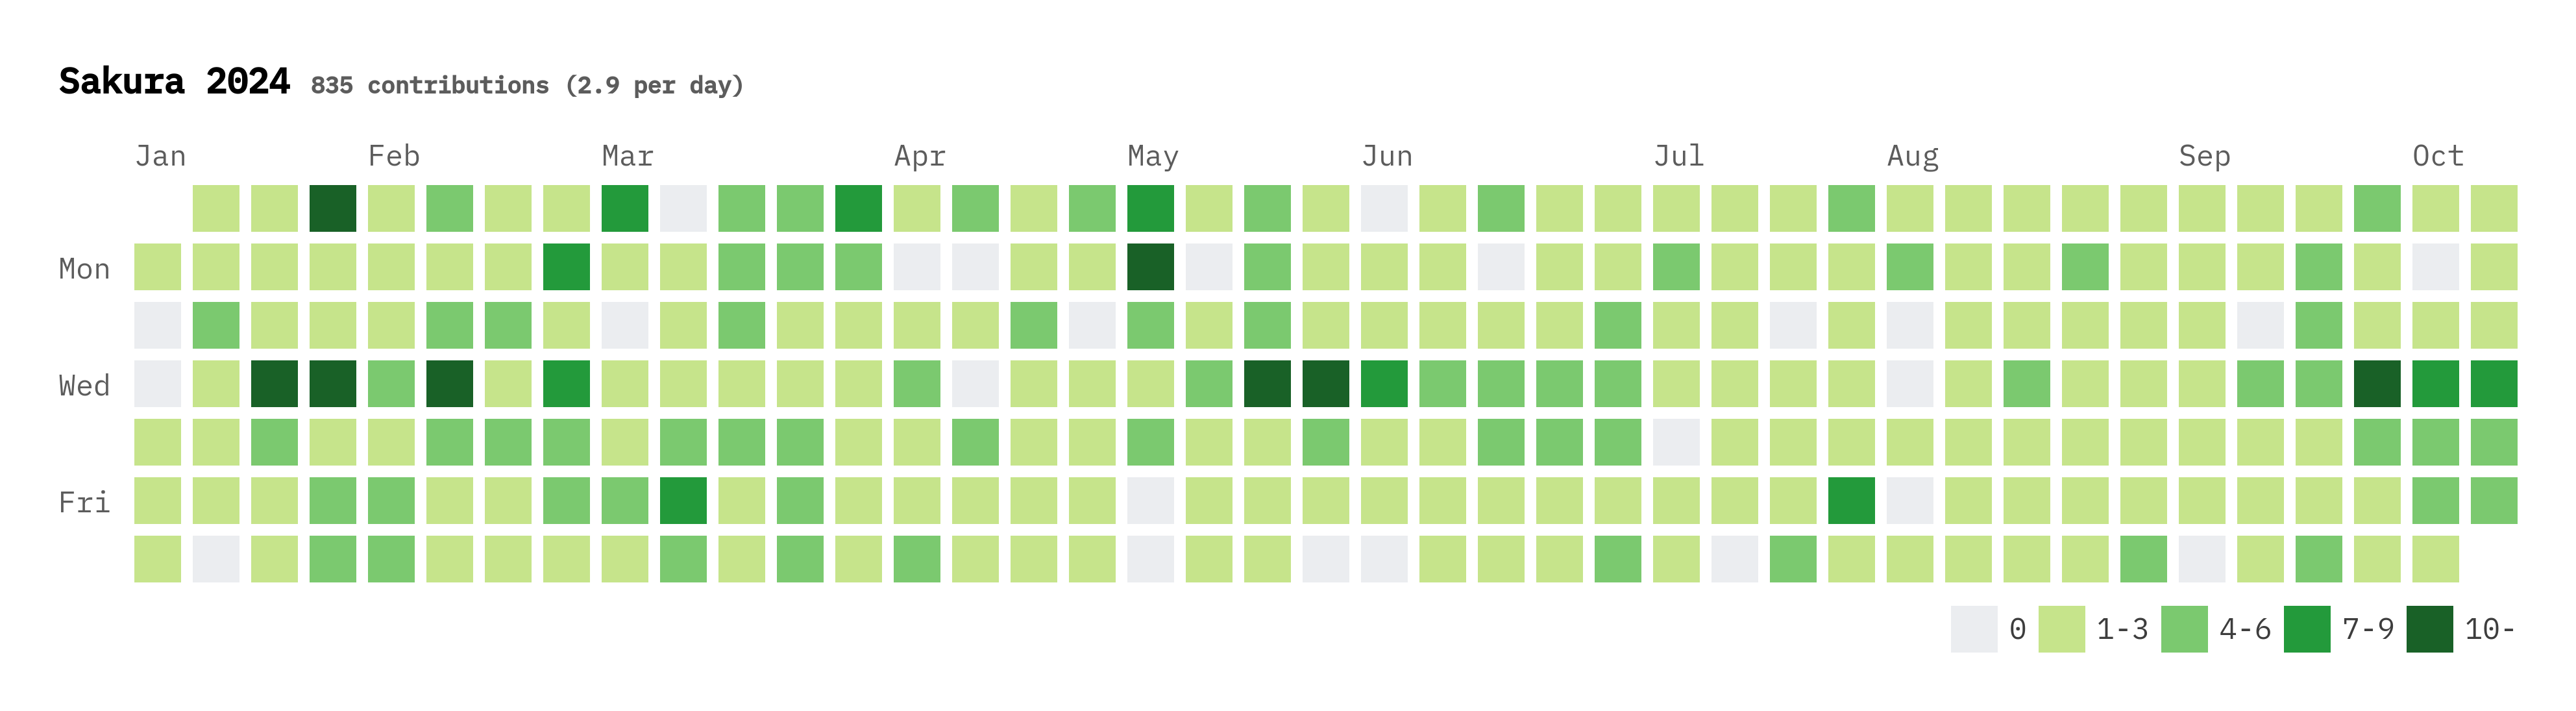 Sakura 2024 835 contributions (2.9 per day)
Jan Feb Mar Apr May Jun Jul Aug Sep Oct
Mon
Wed
Fri
0 1-3 4-6 7-9 10-